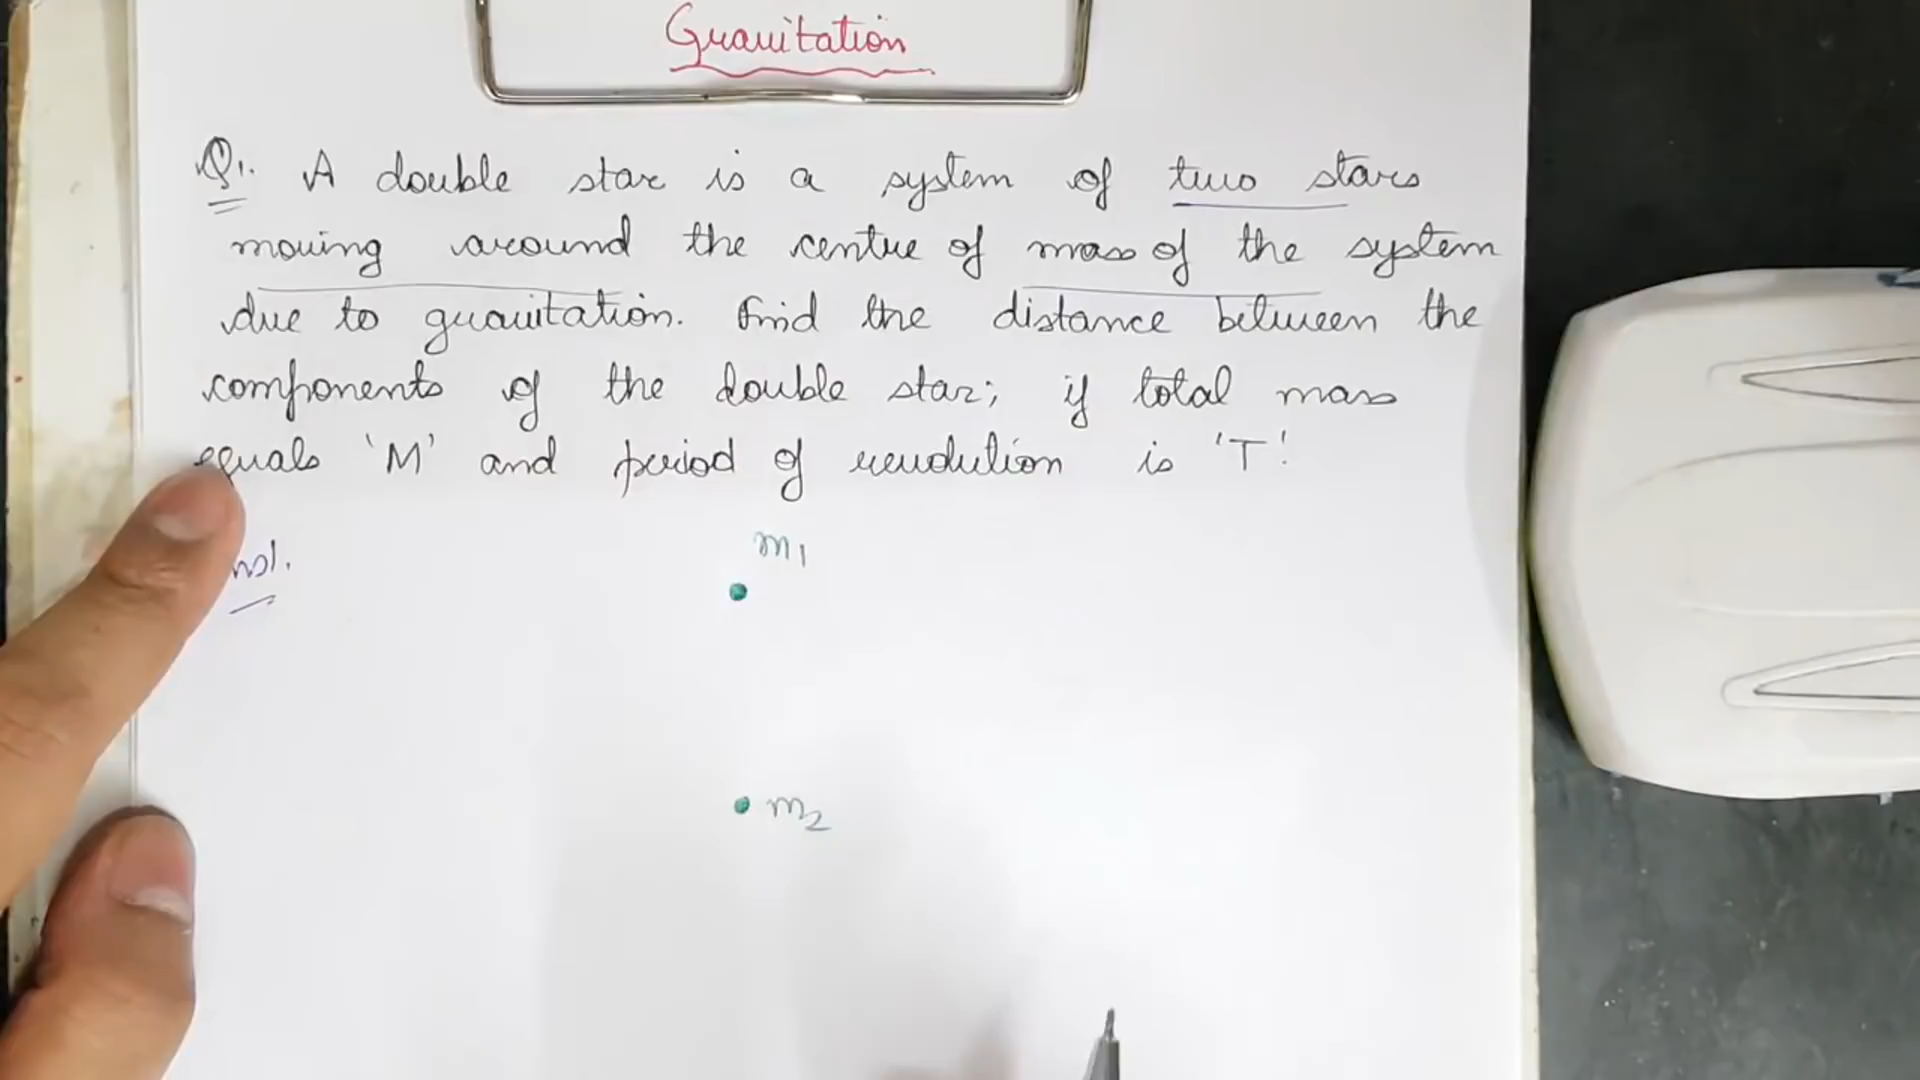 Gravitation
Q1. A double star is a system of two stars
moving around the centre of mass of the system
due to gravitation. Find the distance between the
components of the double star; if total mass
equals 'M' and period of revolution is 'T'.
m1
m2